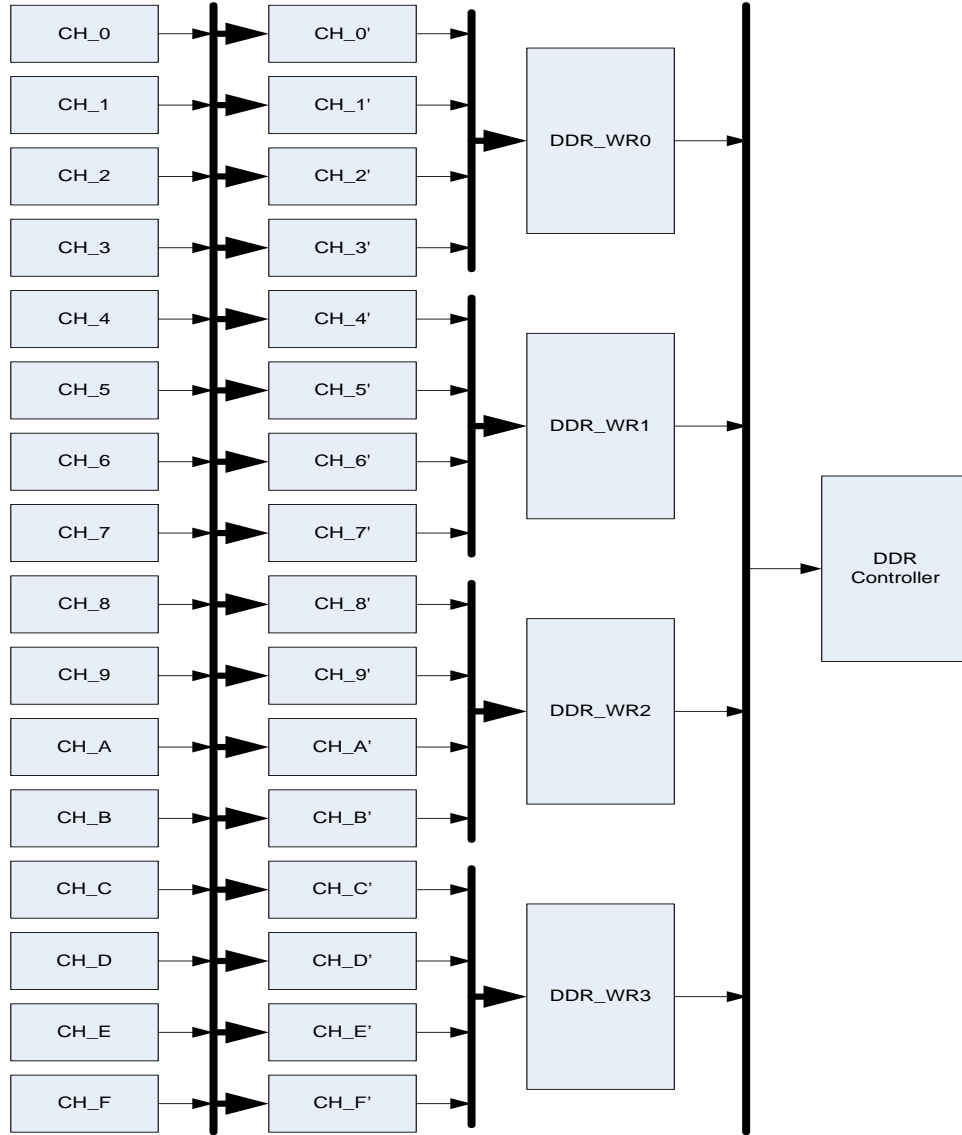 CH_0
CH_1
CH_2
CH_3
CH_4
CH_5
CH_6
CH_7
CH_8
CH_9
CH_A
CH_B
CH_C
CH_D
CH_E
CH_F
CH_0'
CH_1'
CH_2'
CH_3'
CH_4'
CH_5'
CH_6'
CH_7'
CH_8'
CH_9'
CH_A’
CH_B’
CH_C’
CH_D’
CH_E’
CH_F’
DDR_WR0
DDR_WR1
DDR_WR2
DDR_WR3
DDR
Controller